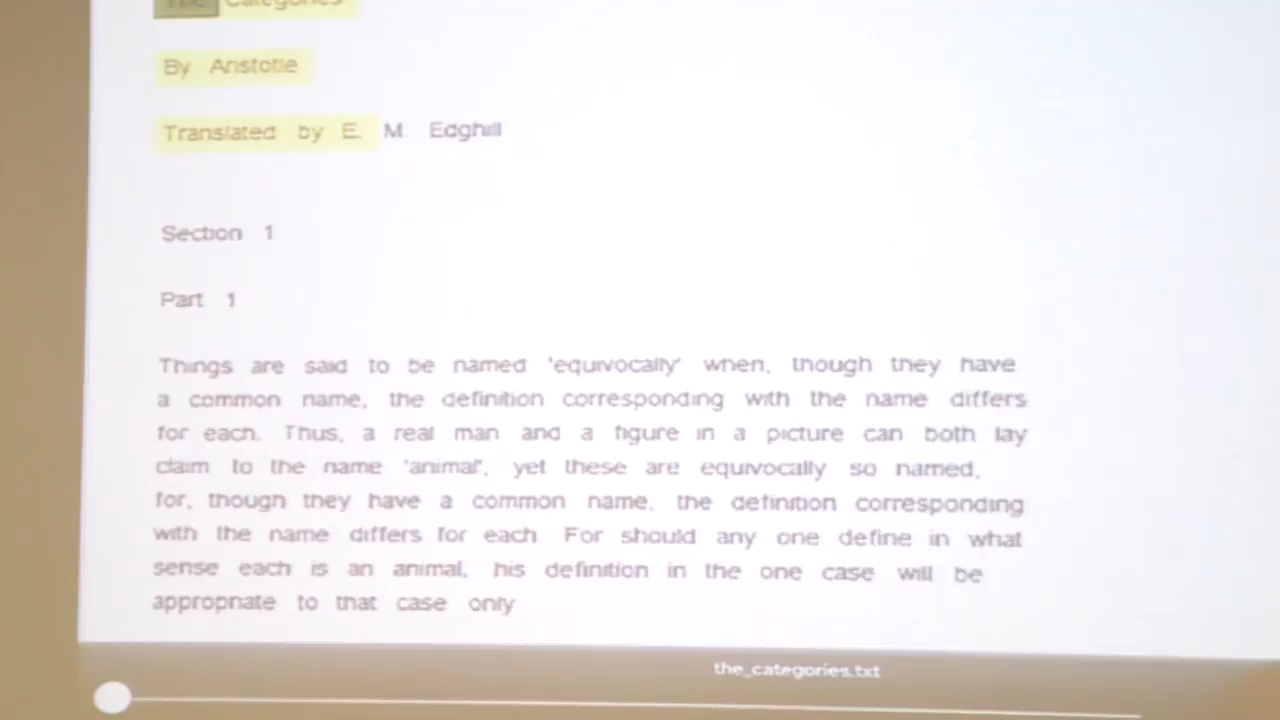 The Categories
By Aristotle
Translated by E. M. Edghill
Section 1
Part 1
Things are said to be named 'equivocally' when, though they have
a common name, the definition corresponding with the name differs
for each. Thus, a real man and a figure in a picture can both lay
claim to the name 'animal', yet these are equivocally so named,
for, though they have a common name, the definition corresponding
with the name differs for each. For should any one define in what
sense each is an animal, his definition in the one case will be
appropriate to that case only
the_categories.txt